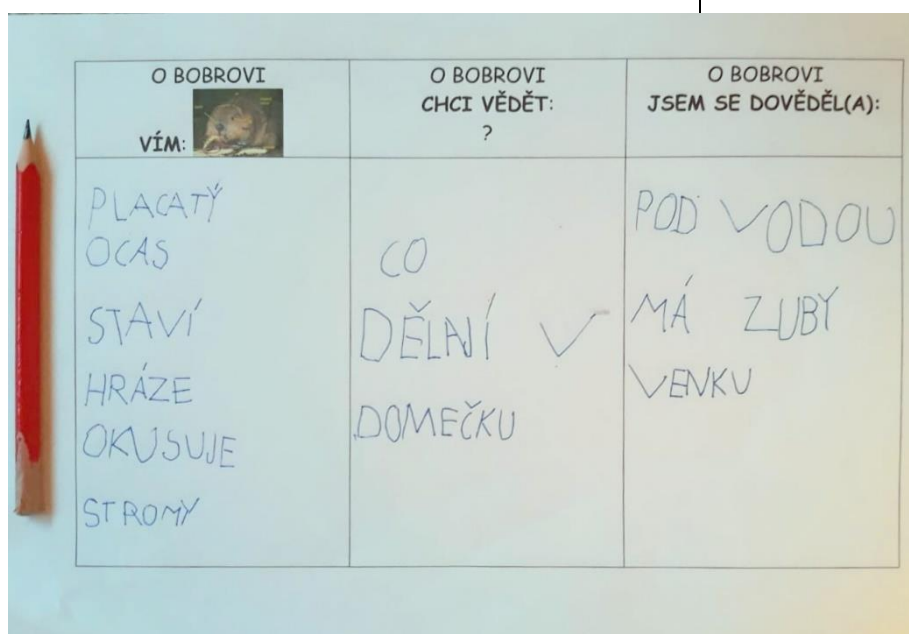 O BOBROVI
VÍM:
O BOBROVI
CHCI VĚDĚT:
?
O BOBROVI
JSEM SE DOVĚDĚL(A):
PLACATÝ
OCAS
STAVÍ
HRÁZE
OKUSUJE
STROMY
CO
DĚLAJÍ V
DOMEČKU
POD VODOU
MÁ ZUBY
VENKU